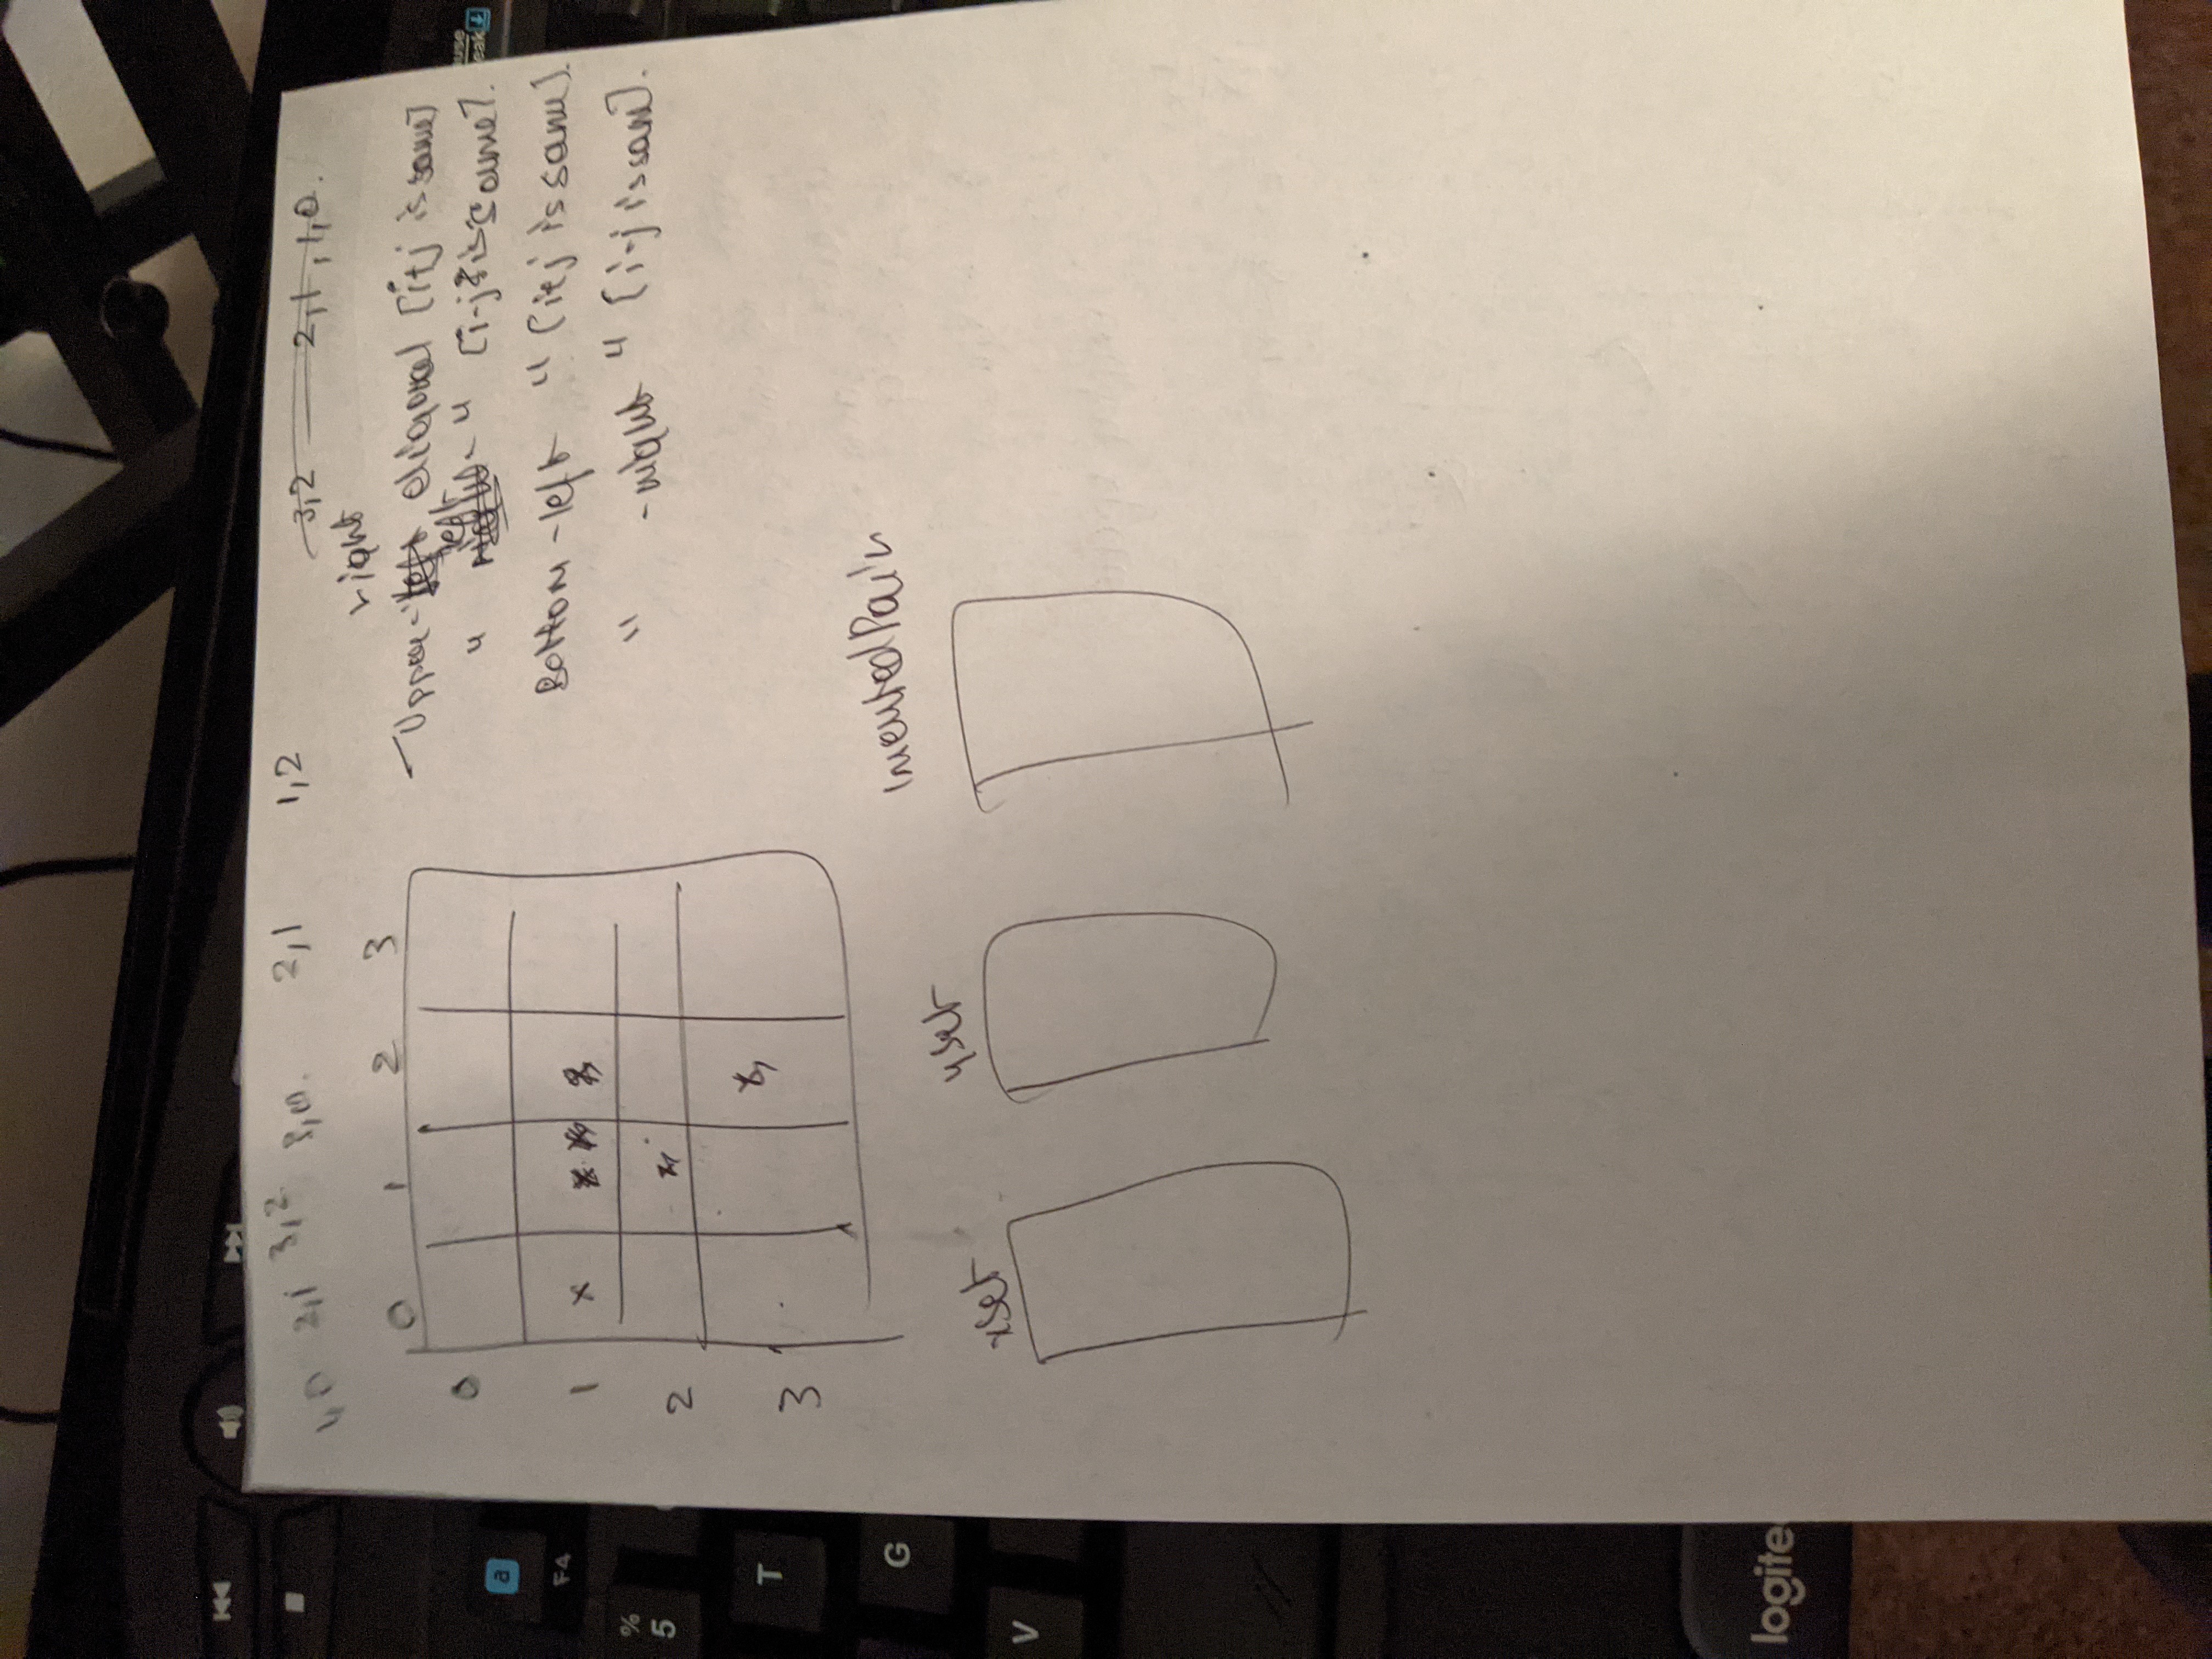 1,0 2,1 3,2 3,0. 2,1 1,2 3,2 2,1, 1,0.
right
- Upper-left diagonal [i+j is same]
left
" right - " [i-j is same].
Bottom-left " [i+j is same].
" -right " [i-j is same].
0 1 2 3
0
1 x x x x
2 x
3 x
xset yset invertedPair
a
F4
%
5
T
G
V
logite